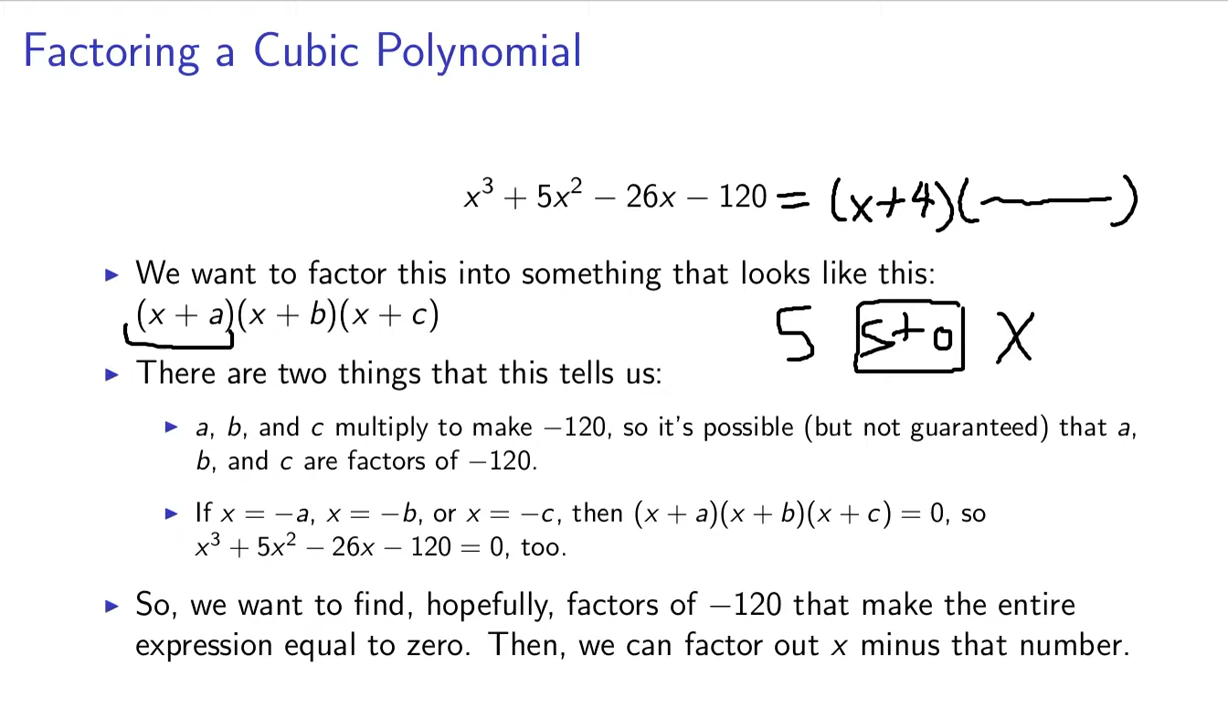 Factoring a Cubic Polynomial
x³ + 5x² − 26x − 120 = (x+4)(———)
▶ We want to factor this into something that looks like this:
(x + a)(x + b)(x + c)
5 sto X
▶ There are two things that this tells us:
▶ a, b, and c multiply to make −120, so it's possible (but not guaranteed) that a,
b, and c are factors of −120.
▶ If x = −a, x = −b, or x = −c, then (x + a)(x + b)(x + c) = 0, so
x³ + 5x² − 26x − 120 = 0, too.
▶ So, we want to find, hopefully, factors of −120 that make the entire
expression equal to zero. Then, we can factor out x minus that number.